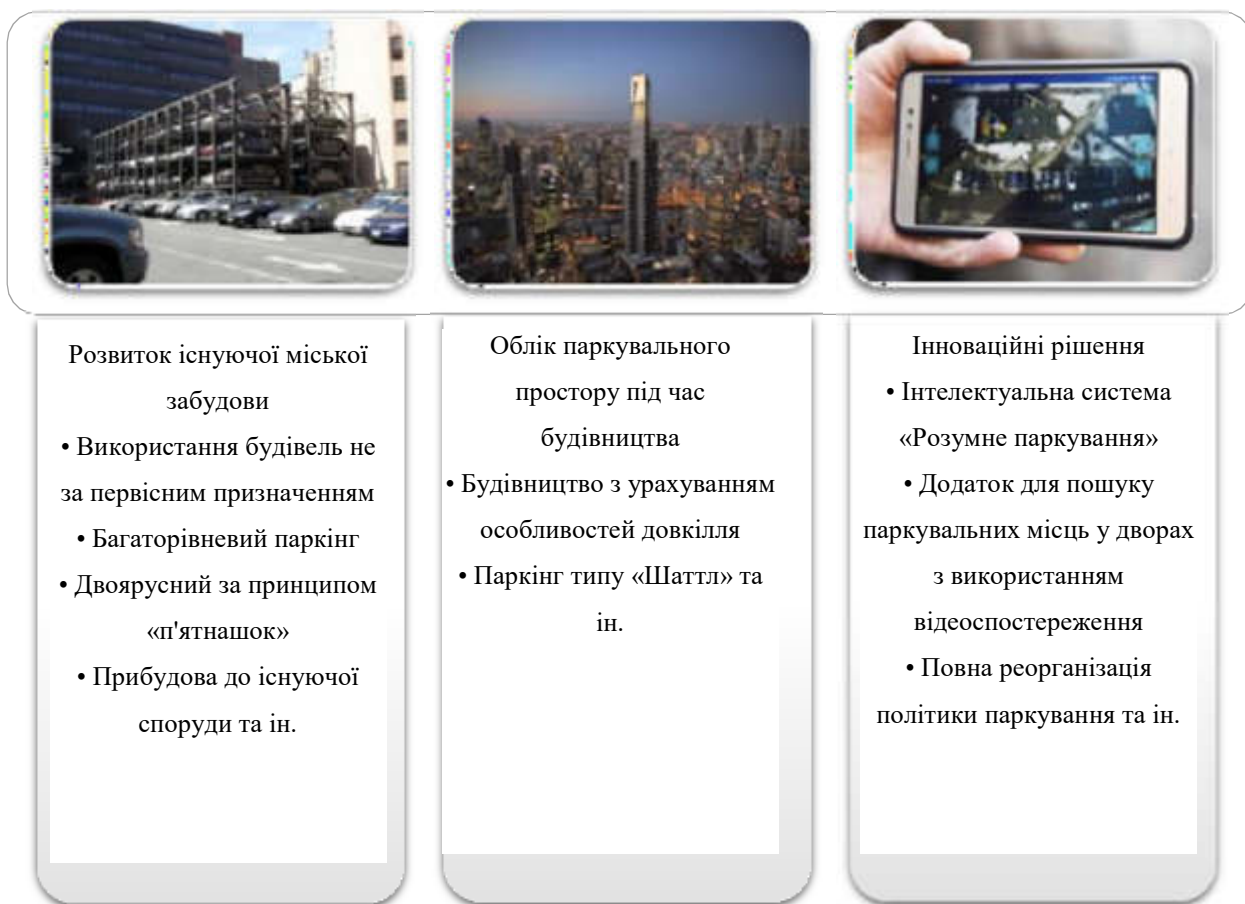 Розвиток існуючої міської
забудови
• Використання будівель не
за первісним призначенням
• Багаторівневий паркінг
• Двоярусний за принципом
«п'ятнашок»
• Прибудова до існуючої
споруди та ін.
Облік паркувального
простору під час
будівництва
• Будівництво з урахуванням
особливостей довкілля
• Паркінг типу «Шаттл» та
ін.
Інноваційні рішення
• Інтелектуальна система
«Розумне паркування»
• Додаток для пошуку
паркувальних місць у дворах
з використанням
відеоспостереження
• Повна реорганізація
політики паркування та ін.